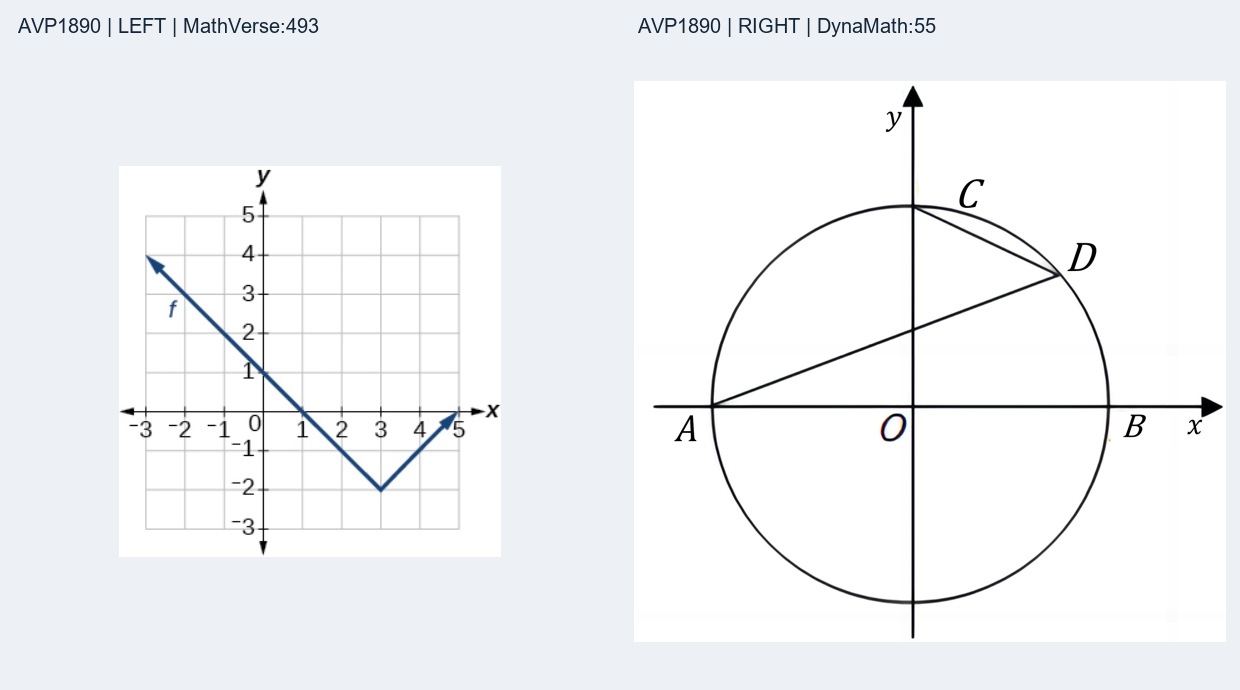 AVP1890 | LEFT | MathVerse:493
AVP1890 | RIGHT | DynaMath:55
y
5
4
3
2
1
f
x
-3 -2 -1 0 1 2 3 4 5
-1
-2
-3
y
C
D
A
O
B
x